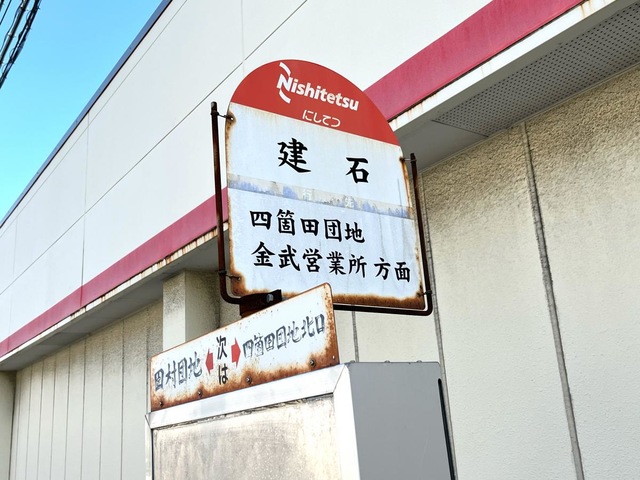 Nishitetsu
にしてつ
建石
四箇田団地
金武営業所方面
田村団地 ← 次は → 四箇田団地北口